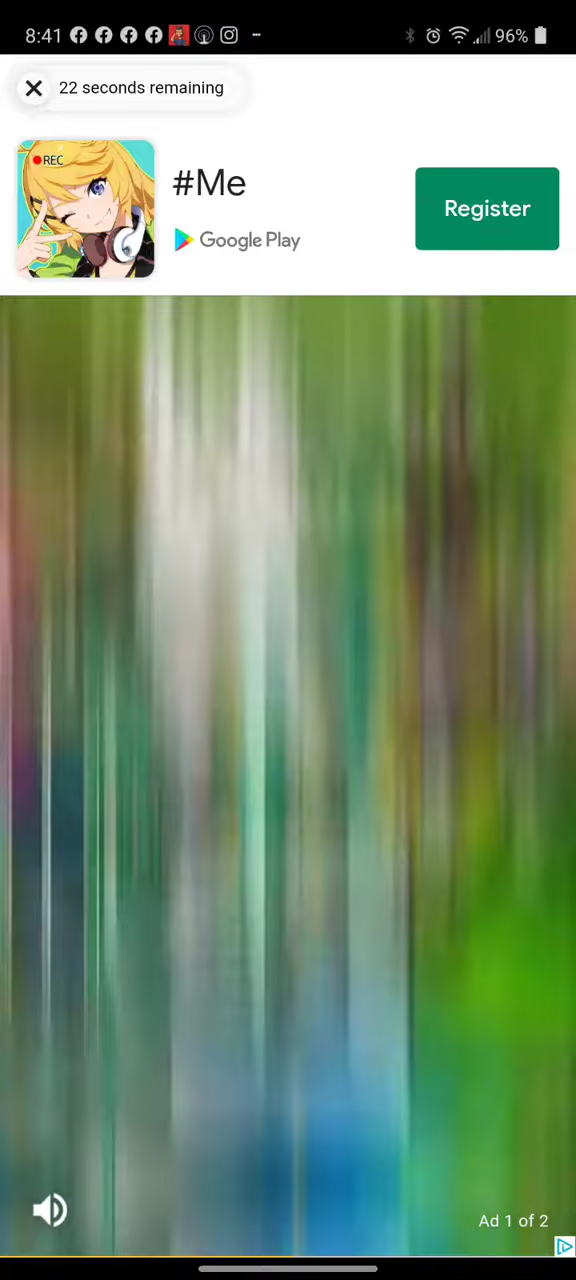 8:41
96%
22 seconds remaining
REC
#Me
Google Play
Register
Ad 1 of 2